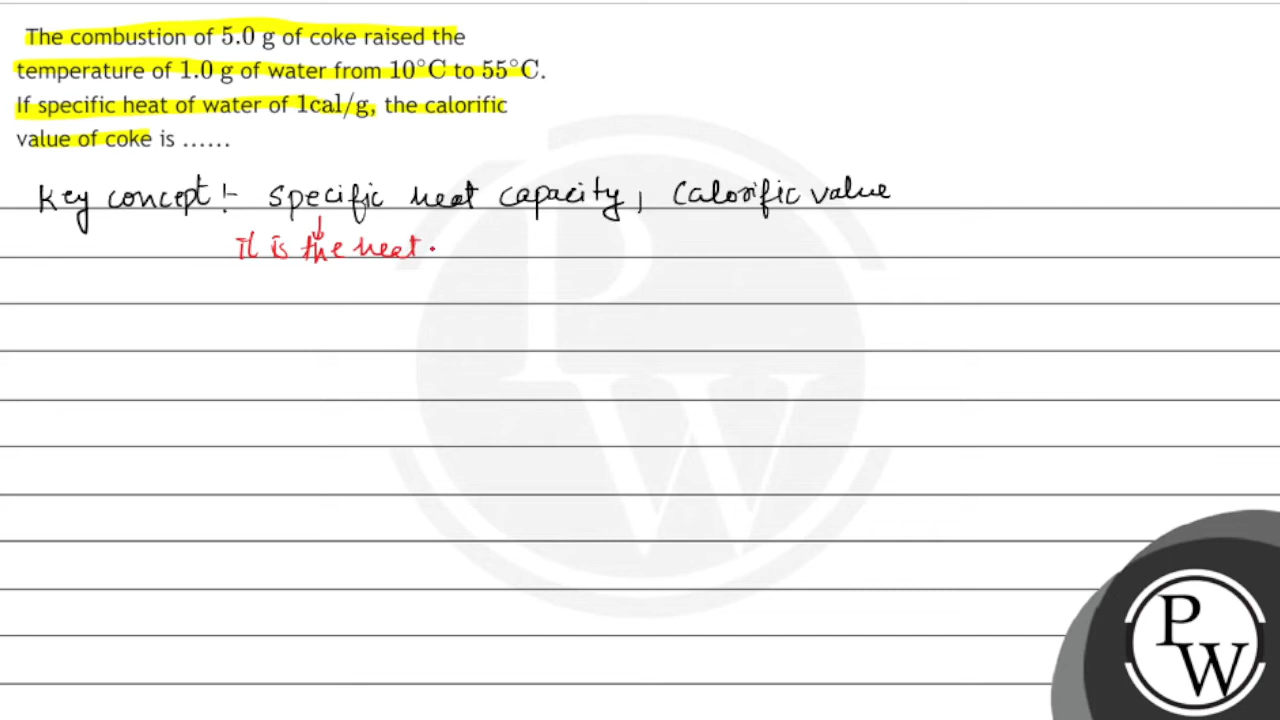 The combustion of 5.0 g of coke raised the
temperature of 1.0 g of water from 10°C to 55°C.
If specific heat of water of 1cal/g, the calorific
value of coke is ......
Key concept :- Specific heat capacity, Calorific value
It is the heat
PW
PW